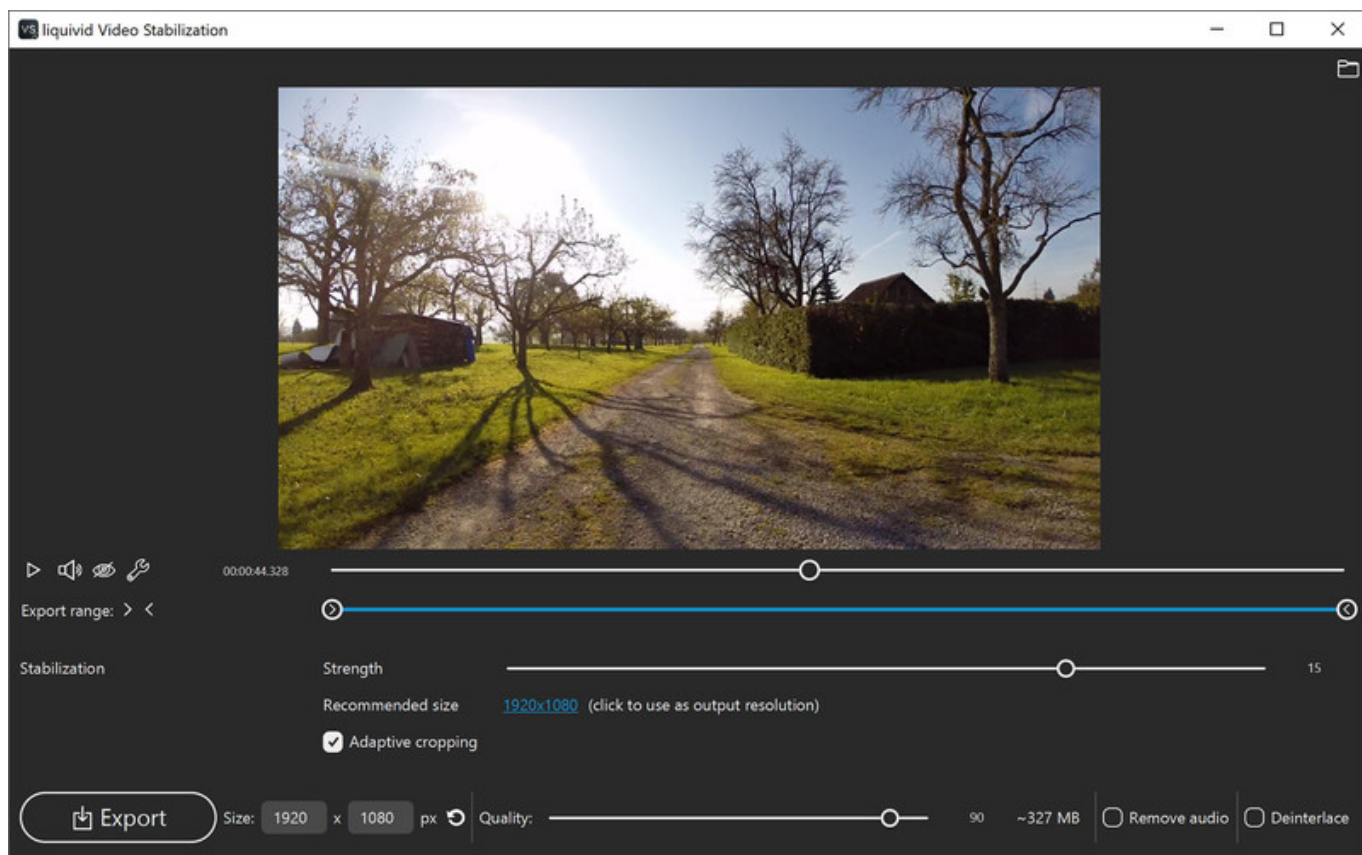 VS liquivid Video Stabilization
00:00:44.328
Export range: > <
Stabilization Strength 15
Recommended size 1920x1080 (click to use as output resolution)
Adaptive cropping
Export Size: 1920 x 1080 px Quality: 90 ~327 MB Remove audio Deinterlace